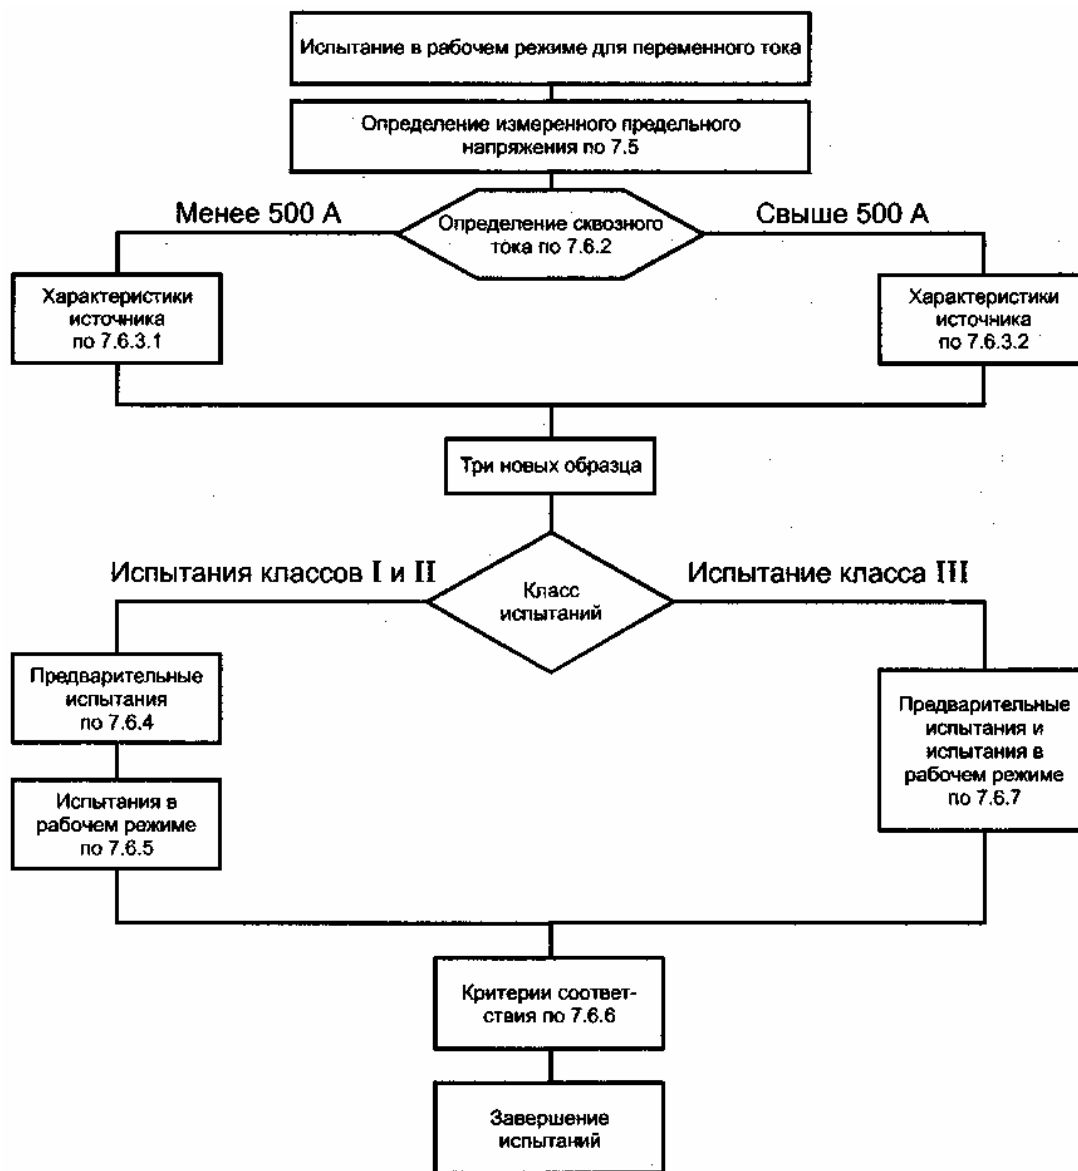 Испытание в рабочем режиме для переменного тока
Определение измеренного предельного
напряжения по 7.5
Менее 500 А
Определение сквозного
тока по 7.6.2
Свыше 500 А
Характеристики
источника
по 7.6.3.1
Характеристики
источника
по 7.6.3.2
Три новых образца
Испытания классов I и II
Класс
испытаний
Испытание класса III
Предварительные
испытания
по 7.6.4
Испытания в
рабочем режиме
по 7.6.5
Предварительные
испытания и
испытания в
рабочем режиме
по 7.6.7
Критерии соответ-
ствия по 7.6.6
Завершение
испытаний